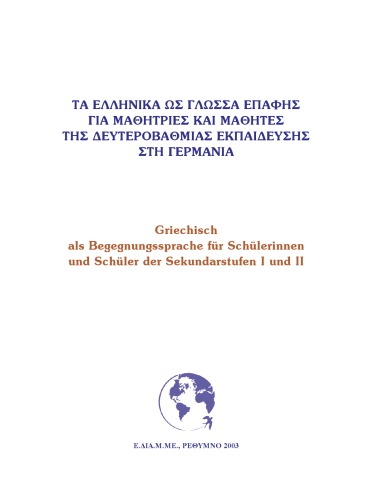 ΤΑ ΕΛΛΗΝΙΚΑ ΩΣ ΓΛΩΣΣΑ ΕΠΑΦΗΣ
ΓΙΑ ΜΑΘΗΤΡΙΕΣ ΚΑΙ ΜΑΘΗΤΕΣ
ΤΗΣ ΔΕΥΤΕΡΟΒΑΘΜΙΑΣ ΕΚΠΑΙΔΕΥΣΗΣ
ΣΤΗ ΓΕΡΜΑΝΙΑ
Griechisch
als Begegnungssprache für Schülerinnen
und Schüler der Sekundarstufen I und II
Ε.ΔΙΑ.Μ.ΜΕ., ΡΕΘΥΜΝΟ 2003